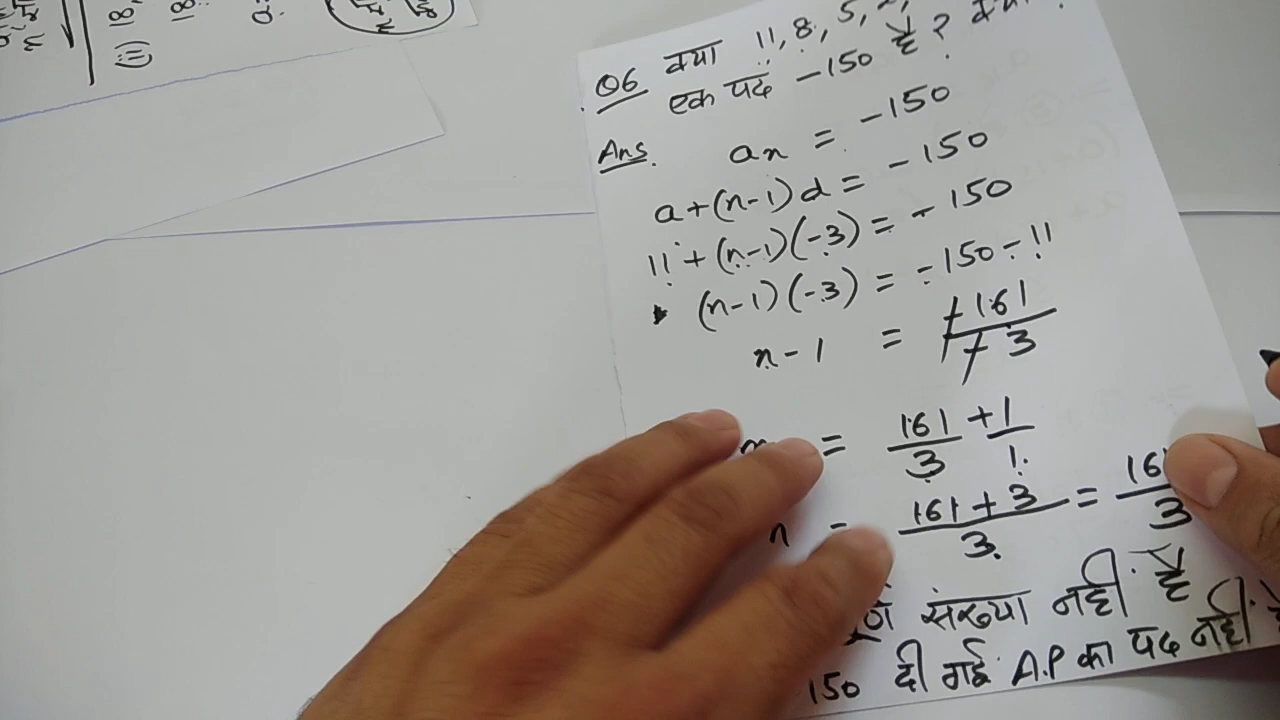 Q6 क्या 11, 8, 5, 2,
एक पद -150 है?
Ans. an = -150
a+(n-1)d = -150
11+(n-1)(-3) = -150
(n-1)(-3) = -150-11
n-1 = -161/-3
= 161/3 + 1/1
n = (161+3)/3 = 3
संख्या नहीं है
150 दी गई A.P का पद नहीं